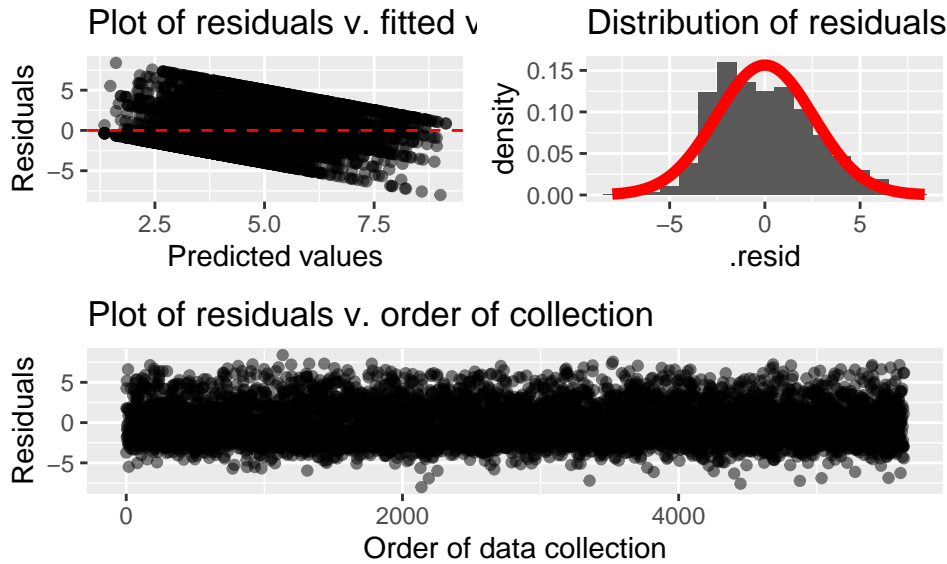 Plot of residuals v. fitted v
Residuals
5
0
−5
2.5
5.0
7.5
Predicted values
Distribution of residuals
density
0.15
0.10
0.05
0.00
−5
0
5
.resid
Plot of residuals v. order of collection
Residuals
5
0
−5
0
2000
4000
Order of data collection